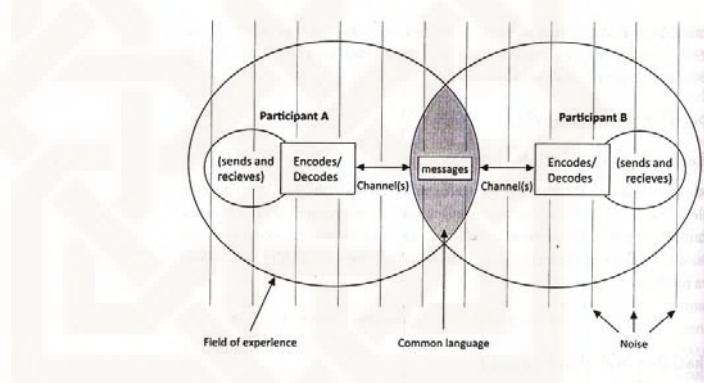 Participant A
Participant B
(sends and
recieves)
Encodes/
Decodes
Channel(s)
messages
Channel(s)
Encodes/
Decodes
(sends and
recieves)
Field of experience
Common language
Noise